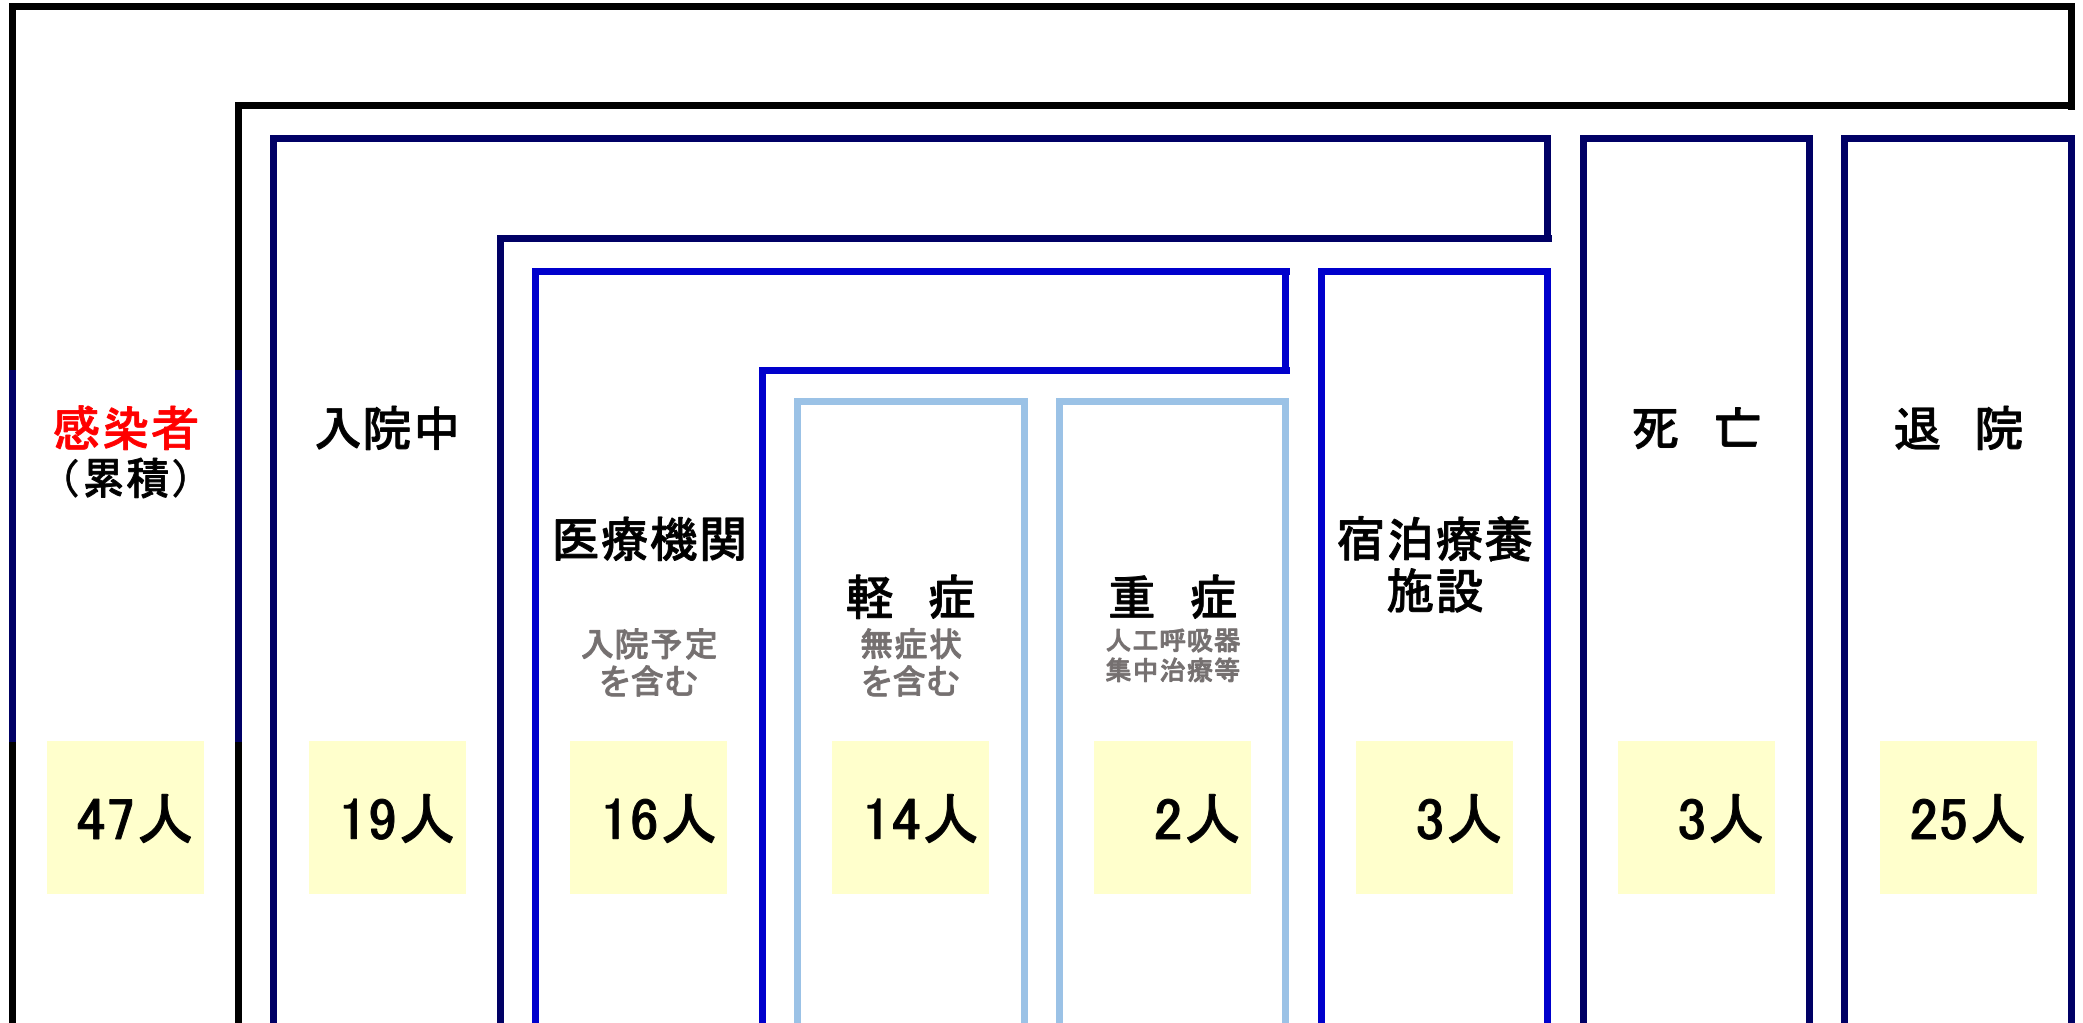 感染者
（累積）
47人
入院中
19人
医療機関
入院予定
を含む
16人
軽 症
無症状
を含む
14人
重 症
人工呼吸器
集中治療等
2人
宿泊療養
施設
3人
死 亡
3人
退 院
25人